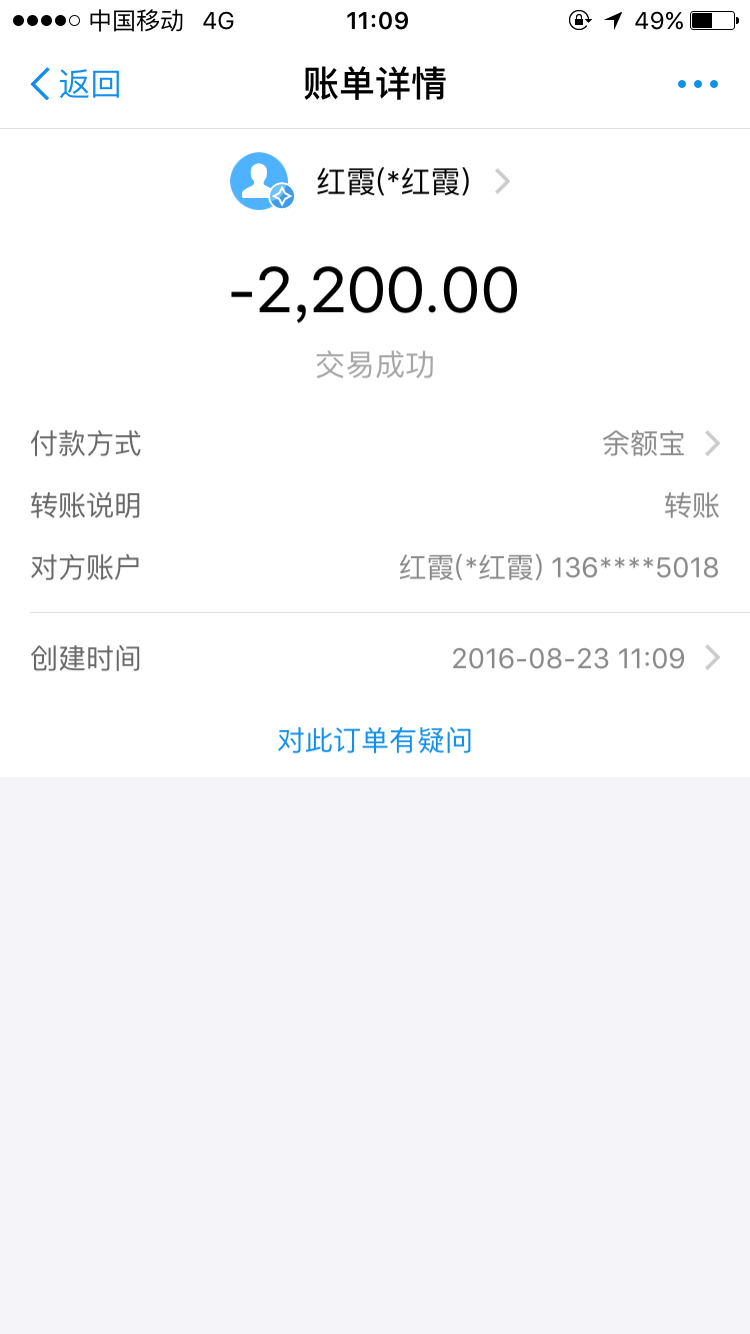 中国移动 4G 11:09 49%
返回 账单详情
红霞(*红霞)
-2,200.00
交易成功
付款方式 余额宝
转账说明 转账
对方账户 红霞(*红霞) 136****5018
创建时间 2016-08-23 11:09
对此订单有疑问